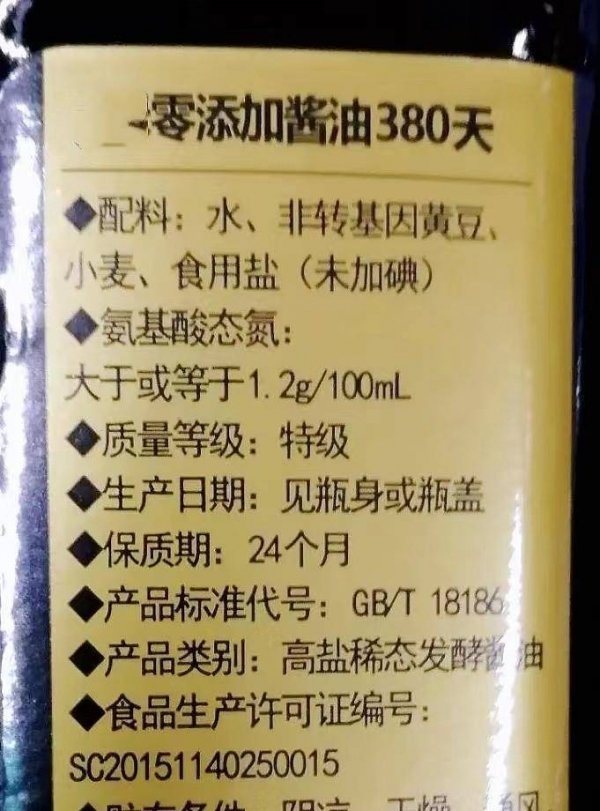 零添加酱油380天
◆配料：水、非转基因黄豆、
小麦、食用盐（未加碘）
◆氨基酸态氮：
大于或等于1.2g/100mL
◆质量等级：特级
◆生产日期：见瓶身或瓶盖
◆保质期：24个月
◆产品标准代号：GB/T 18186
◆产品类别：高盐稀态发酵酱油
◆食品生产许可证编号：
SC20151140250015